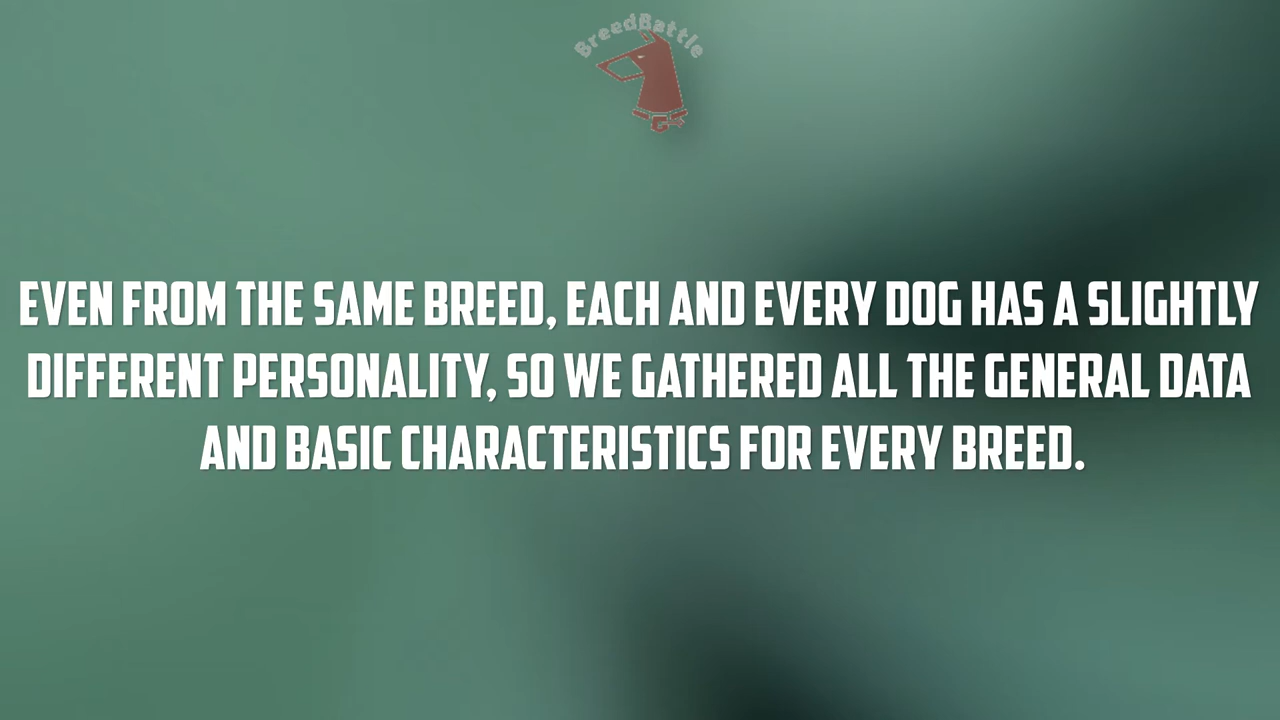 BreedBattle
EVEN FROM THE SAME BREED, EACH AND EVERY DOG HAS A SLIGHTLY
DIFFERENT PERSONALITY, SO WE GATHERED ALL THE GENERAL DATA
AND BASIC CHARACTERISTICS FOR EVERY BREED.